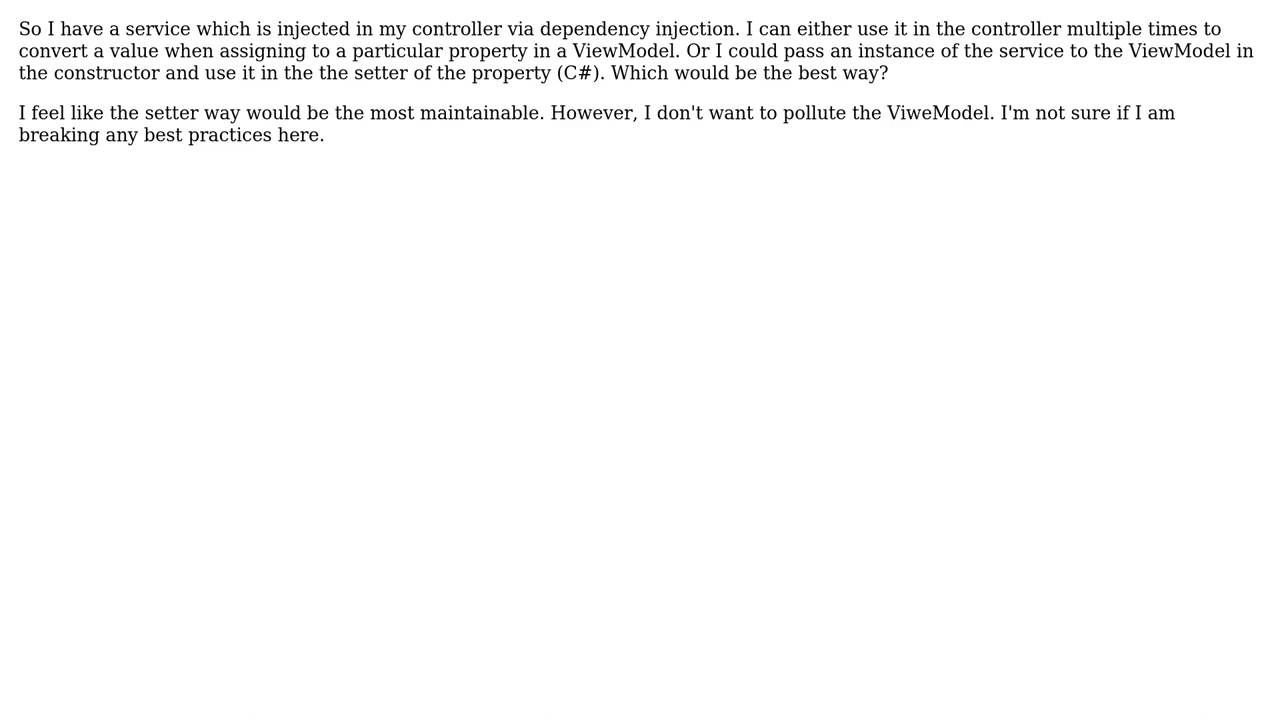 So I have a service which is injected in my controller via dependency injection. I can either use it in the controller multiple times to
convert a value when assigning to a particular property in a ViewModel. Or I could pass an instance of the service to the ViewModel in
the constructor and use it in the the setter of the property (C#). Which would be the best way?
I feel like the setter way would be the most maintainable. However, I don't want to pollute the ViweModel. I'm not sure if I am
breaking any best practices here.